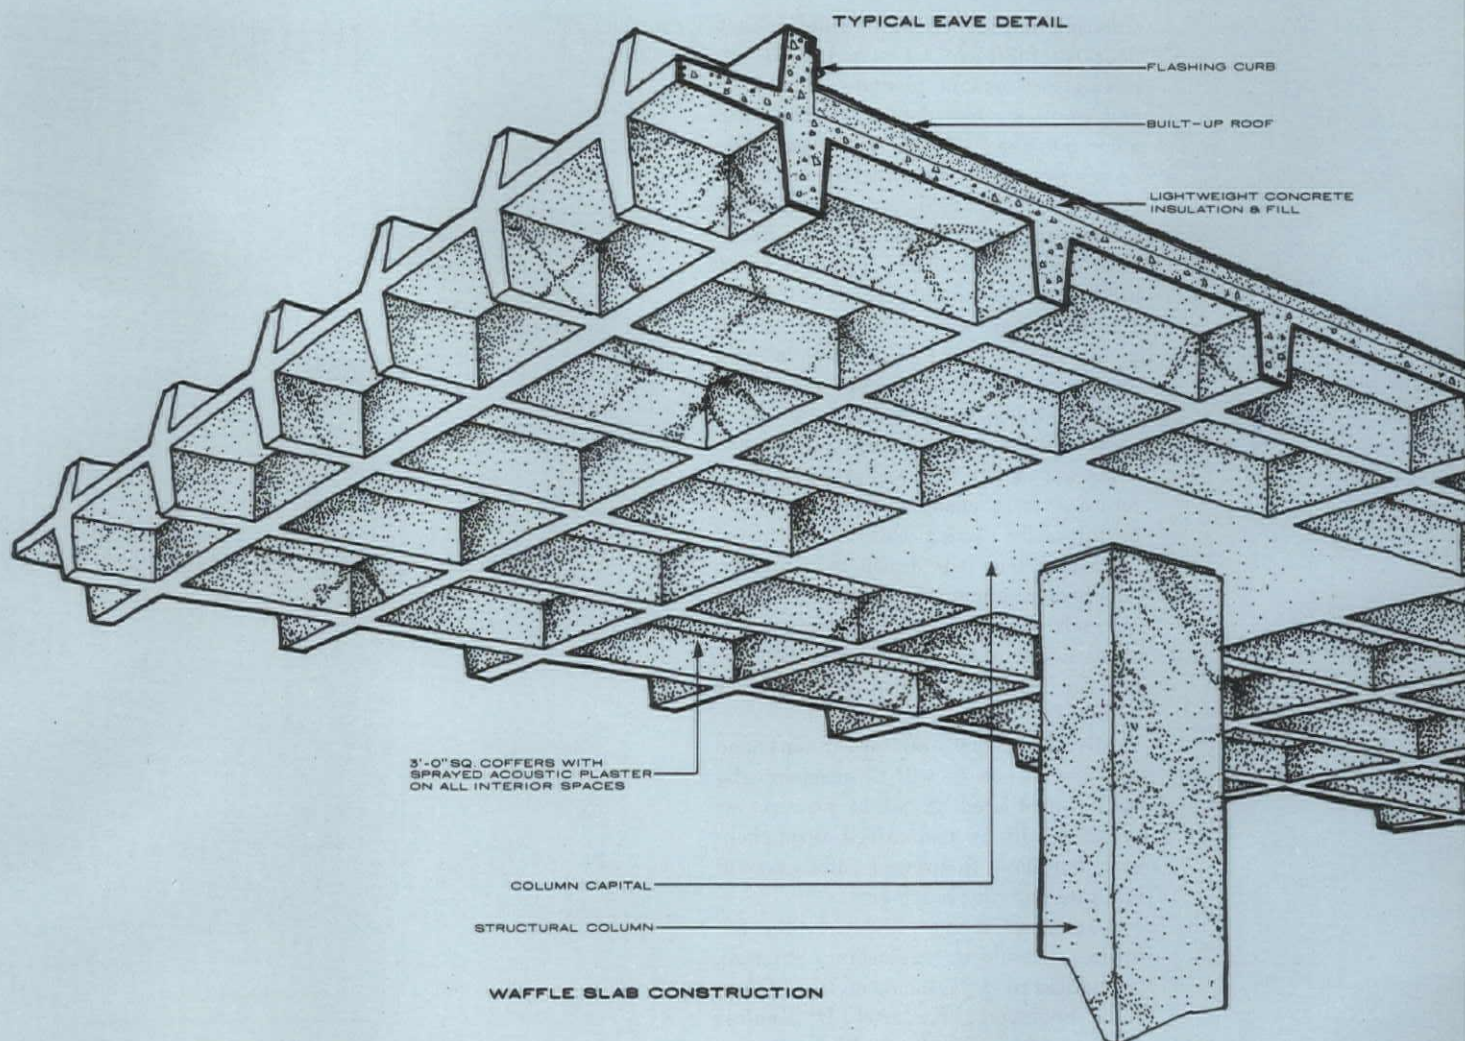 TYPICAL EAVE DETAIL
FLASHING CURB
BUILT-UP ROOF
LIGHTWEIGHT CONCRETE
INSULATION & FILL
3'-0" SQ. COFFERS WITH
SPRAYED ACOUSTIC PLASTER
ON ALL INTERIOR SPACES
COLUMN CAPITAL
STRUCTURAL COLUMN
WAFFLE SLAB CONSTRUCTION